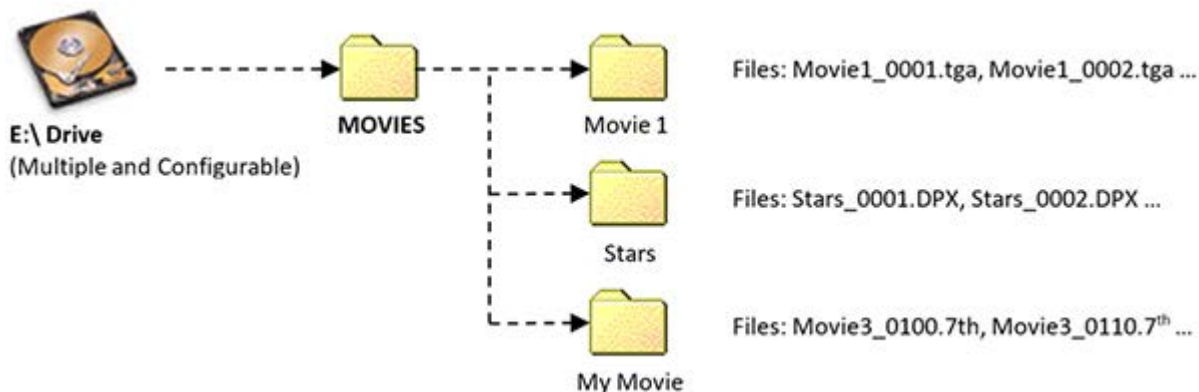 Files: Movie1_0001.tga, Movie1_0002.tga ...
E:\ Drive
(Multiple and Configurable)
MOVIES
Movie 1
Files: Stars_0001.DPX, Stars_0002.DPX ...
Stars
Files: Movie3_0100.7th, Movie3_0110.7th ...
My Movie